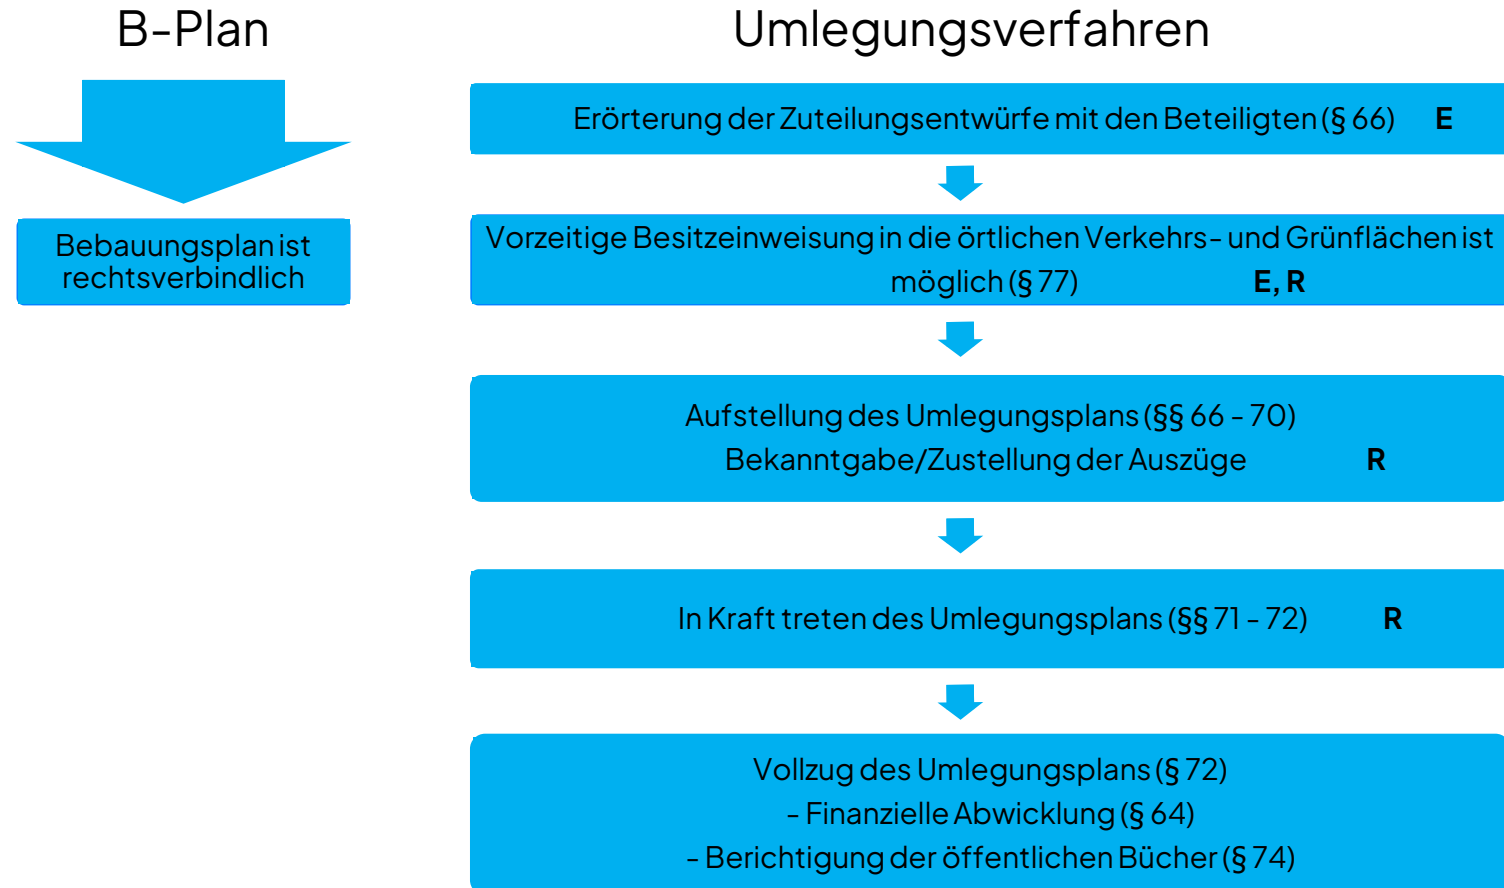 B-Plan
Umlegungsverfahren
Bebauungsplan ist
rechtsverbindlich
Erörterung der Zuteilungsentwürfe mit den Beteiligten (§ 66) E
Vorzeitige Besitzeinweisung in die örtlichen Verkehrs- und Grünflächen ist
möglich (§ 77) E, R
Aufstellung des Umlegungsplans (§§ 66 - 70)
Bekanntgabe/Zustellung der Auszüge R
In Kraft treten des Umlegungsplans (§§ 71 - 72) R
Vollzug des Umlegungsplans (§ 72)
- Finanzielle Abwicklung (§ 64)
- Berichtigung der öffentlichen Bücher (§ 74)